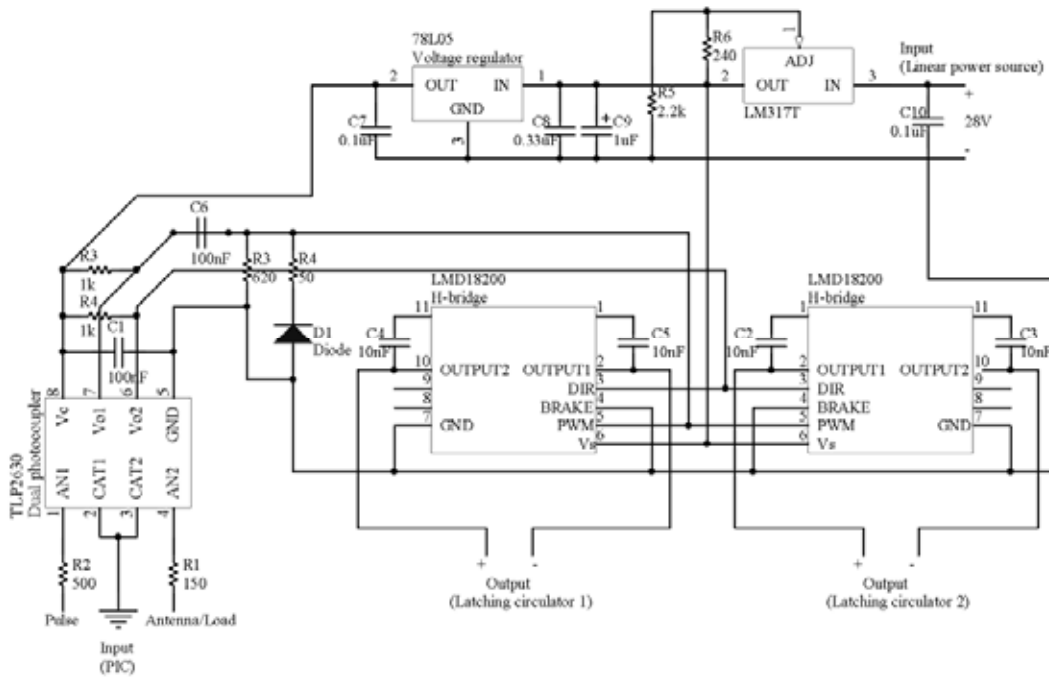 78L05
Voltage regulator
2
OUT
IN
1
GND
3
C7
0.1uF
C8
0.33uF
C9
+
1uF
R5
2.2k
R6
240
1
ADJ
2
OUT
IN
3
LM317T
Input
(Linear power source)
+
28V
-
C10
0.1uF
C6
100nF
R3
620
R4
50
D1
Diode
R3
1k
R4
1k
C1
100nF
8
7
6
5
Vc
Vo1
Vo2
GND
TLP2630
Dual photocoupler
AN1
CAT1
CAT2
AN2
1
2
3
4
R2
500
R1
150
Pulse
Antenna/Load
Input
(PIC)
LMD18200
H-bridge
11
1
C4
10nF
C5
10nF
10
OUTPUT2
OUTPUT1
2
9
DIR
3
8
BRAKE
4
7
GND
PWM
5
Vs
6
+
-
Output
(Latching circulator 1)
LMD18200
H-bridge
1
11
C2
10nF
C3
10nF
2
OUTPUT1
OUTPUT2
10
3
DIR
9
4
BRAKE
8
5
PWM
GND
7
6
Vs
+
-
Output
(Latching circulator 2)